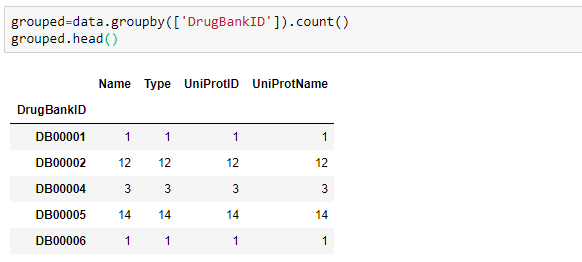 grouped=data.groupby(['DrugBankID']).count()
grouped.head()
Name Type UniProtID UniProtName
DrugBankID
DB00001 1 1 1 1
DB00002 12 12 12 12
DB00004 3 3 3 3
DB00005 14 14 14 14
DB00006 1 1 1 1